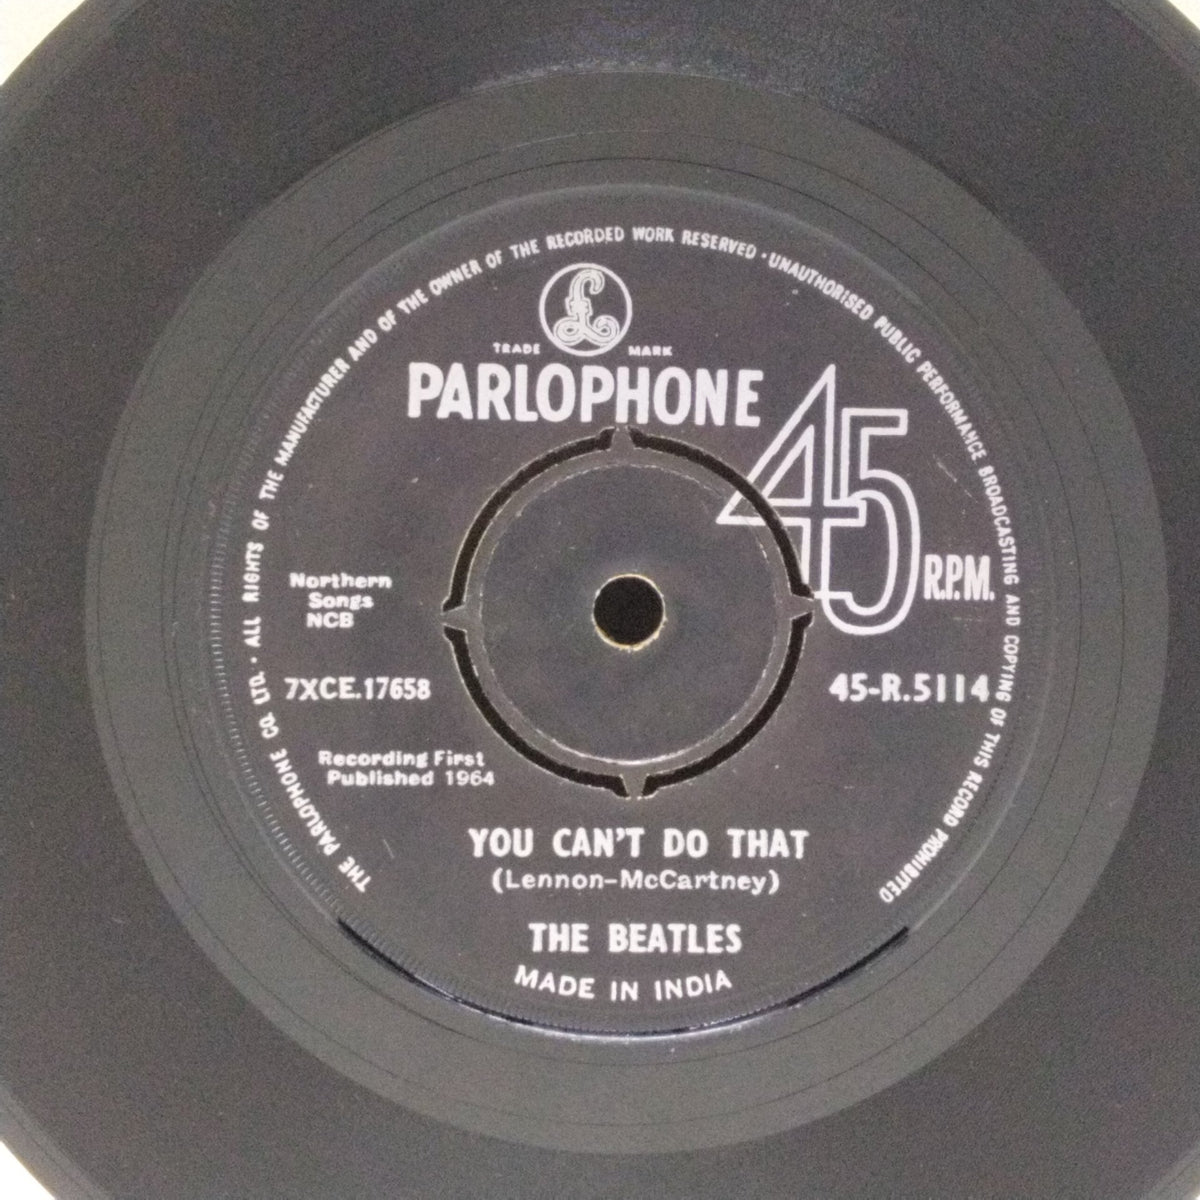 THE PARLOPHONE CO. LTD. · ALL RIGHTS OF THE MANUFACTURER AND OF THE OWNER OF THE RECORDED WORK RESERVED · UNAUTHORISED PUBLIC PERFORMANCE BROADCASTING AND COPYING OF THIS RECORD PROHIBITED
£
TRADE MARK
PARLOPHONE
45 R.P.M.
Northern
Songs
NCB
7XCE.17658
45-R.5114
Recording First
Published 1964
YOU CAN'T DO THAT
(Lennon-McCartney)
THE BEATLES
MADE IN INDIA